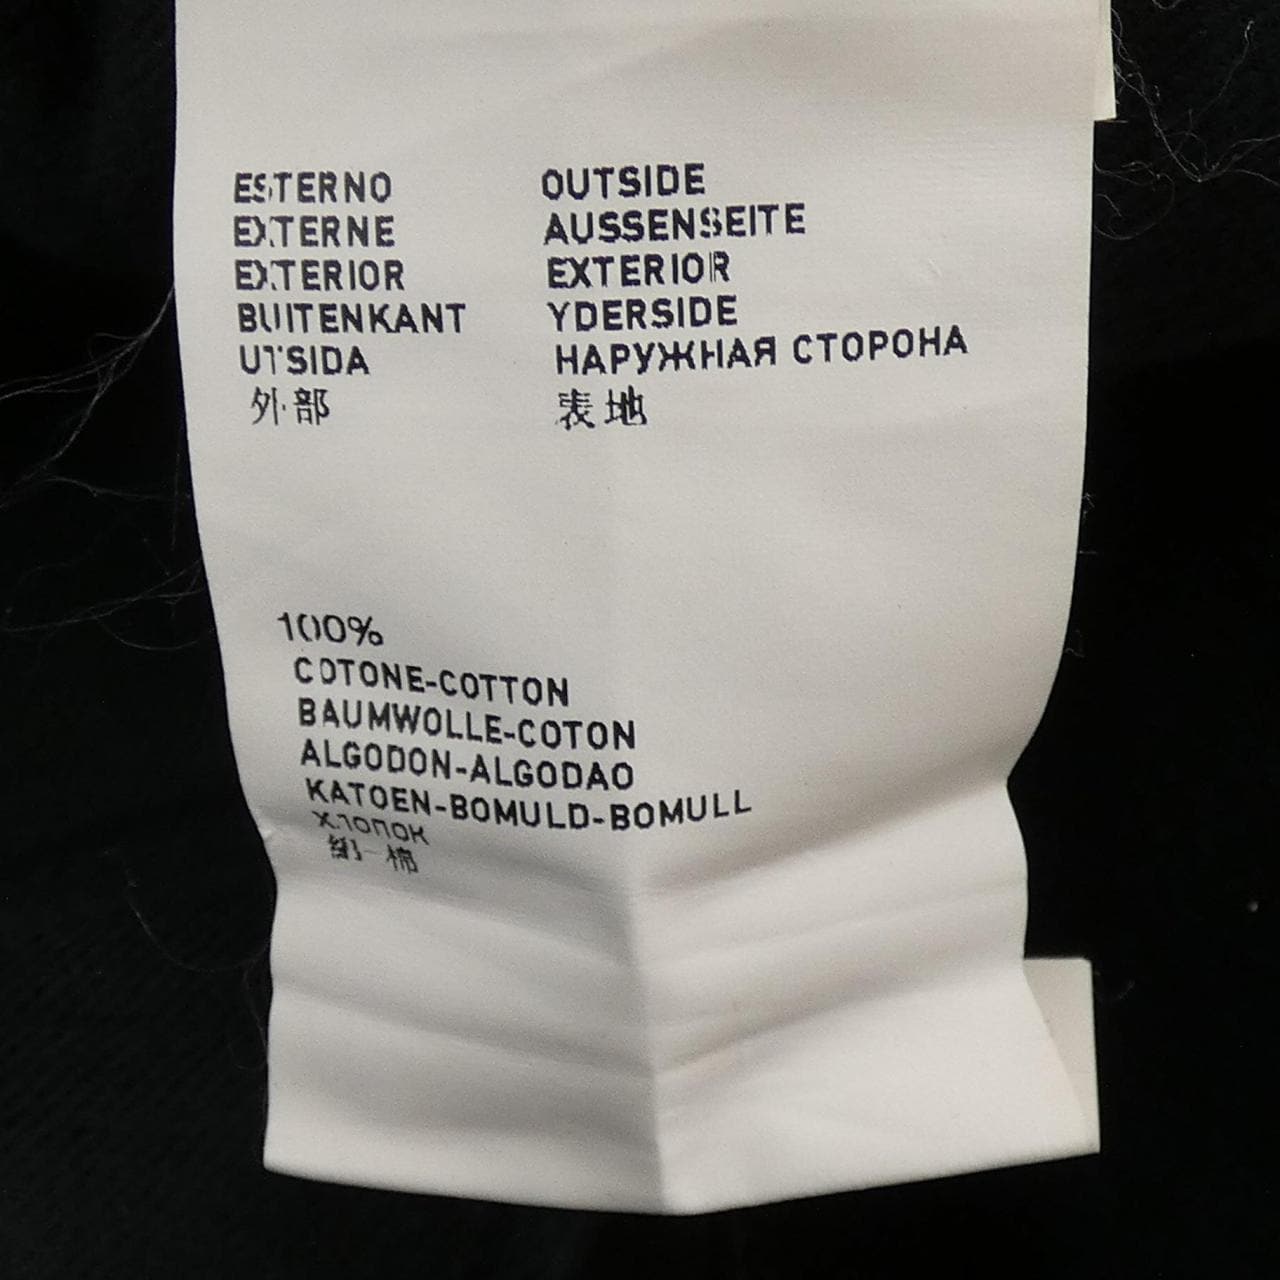 ESTERNO OUTSIDE
EXTERNE AUSSENSEITE
EXTERIOR EXTERIOR
BUITENKANT YDERSIDE
UTSIDA НАРУЖНАЯ СТОРОНА
外部 表地
100%
COTONE-COTTON
BAUMWOLLE-COTON
ALGODON-ALGODAO
KATOEN-BOMULD-BOMULL
ХЛОПОК
綿-棉